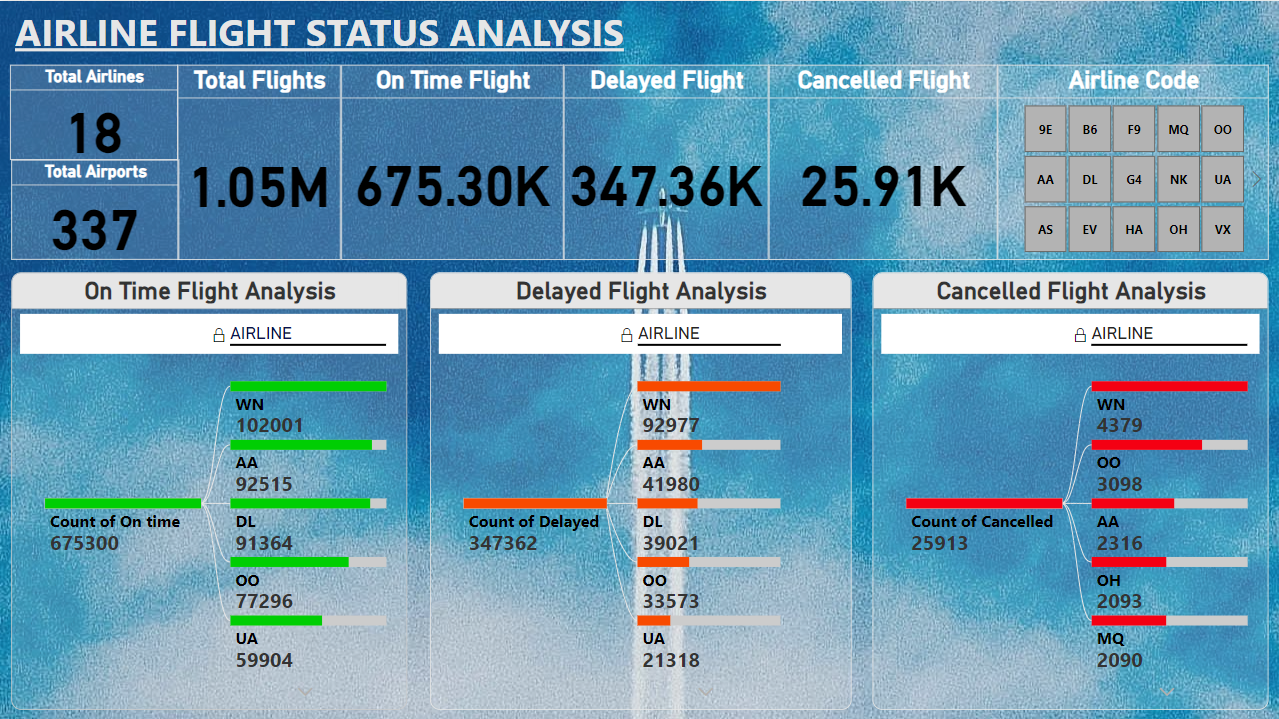 AIRLINE FLIGHT STATUS ANALYSIS
Total Airlines
18
Total Airports
337
Total Flights
1.05M
On Time Flight
675.30K
Delayed Flight
347.36K
Cancelled Flight
25.91K
Airline Code
9E B6 F9 MQ OO
AA DL G4 NK UA
AS EV HA OH VX
On Time Flight Analysis
AIRLINE
Count of On time
675300
WN
102001
AA
92515
DL
91364
OO
77296
UA
59904
Delayed Flight Analysis
AIRLINE
Count of Delayed
347362
WN
92977
AA
41980
DL
39021
OO
33573
UA
21318
Cancelled Flight Analysis
AIRLINE
Count of Cancelled
25913
WN
4379
OO
3098
AA
2316
OH
2093
MQ
2090